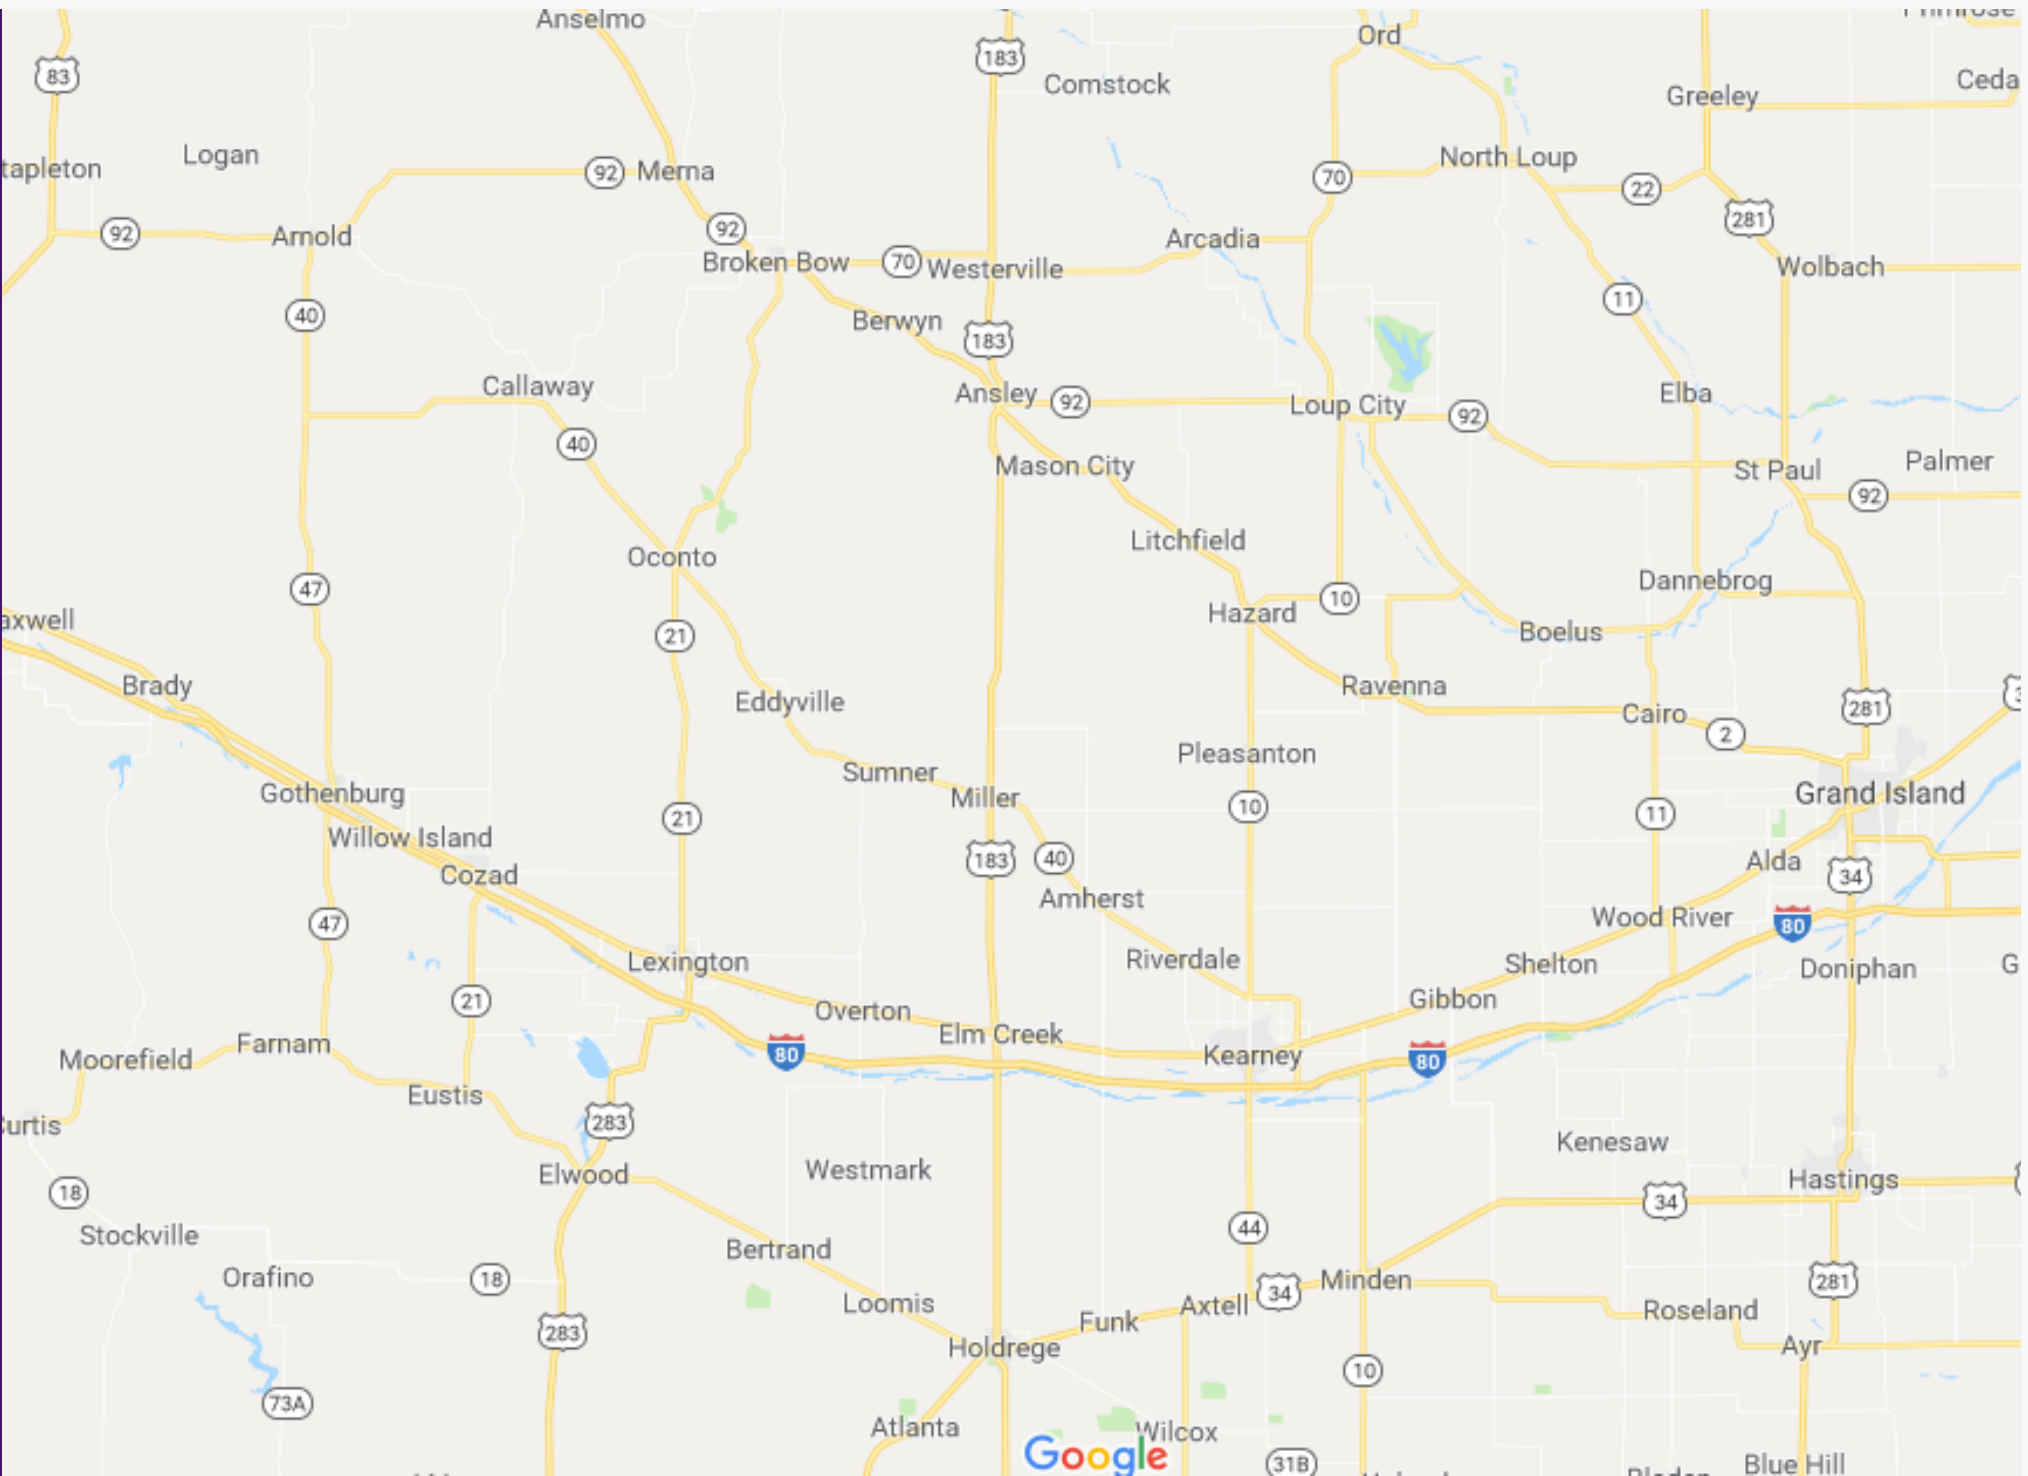 Anselmo
Ord
183
83
Comstock
Greeley
Ceda
Logan
tapleton
92
Merna
North Loup
70
22
281
92
Arnold
92
Broken Bow
70
Westerville
Arcadia
Wolbach
40
Berwyn
183
11
Callaway
Ansley
92
Loup City
92
Elba
40
Mason City
St Paul
Palmer
92
Litchfield
Oconto
47
Dannebrog
10
Hazard
axwell
21
Boelus
Brady
Eddyville
Ravenna
Cairo
281
2
Pleasanton
Sumner
Miller
Gothenburg
10
Grand Island
Willow Island
21
11
183
40
Alda
34
Cozad
Amherst
47
Wood River
80
Lexington
Riverdale
Shelton
Doniphan
G
21
Overton
Gibbon
Elm Creek
Farnam
Moorefield
80
Kearney
80
Eustis
urtis
283
Kenesaw
Elwood
Westmark
Hastings
18
34
Stockville
44
Bertrand
Orafino
18
Minden
281
34
Loomis
Axtell
Roseland
Funk
283
Holdrege
Ayr
10
73A
Atlanta
Wilcox
Google
31B
Blue Hill